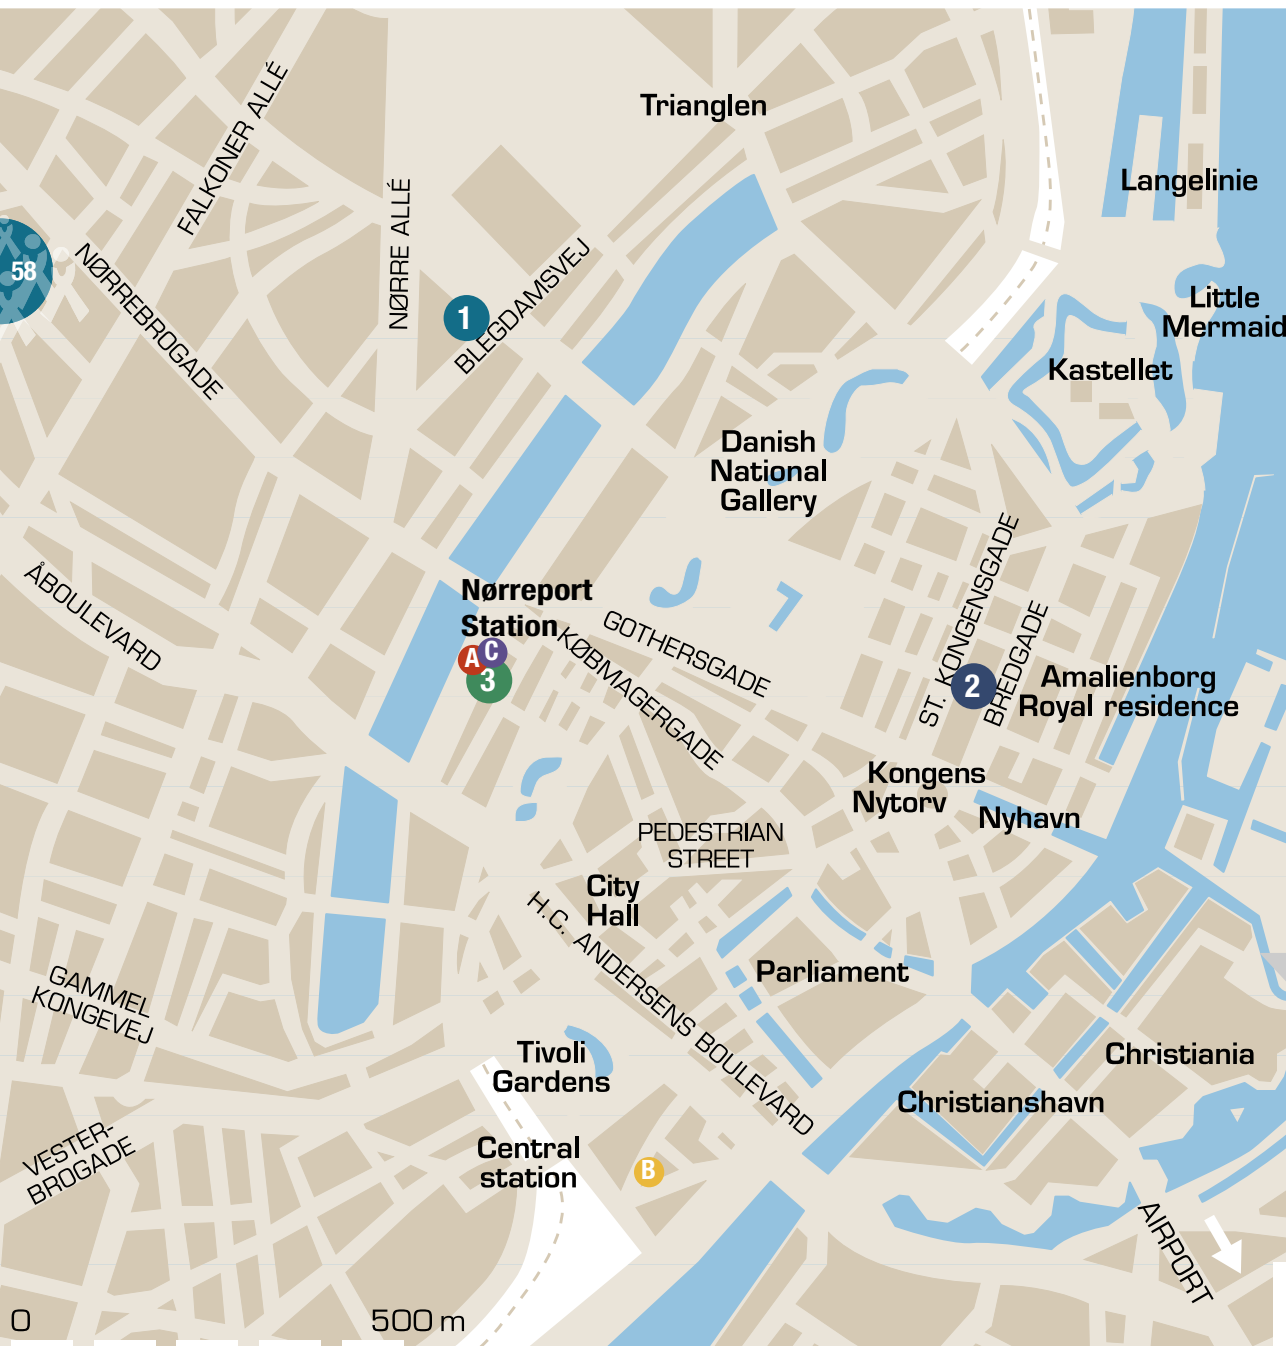 Trianglen
FALKONER ALLÉ
NØRRE ALLÉ
Langelinie
58
NØRREBROGADE
1
BLEGDAMSVEJ
Little
Mermaid
Kastellet
Danish
National
Gallery
ÅBOULEVARD
Nørreport
Station
A
C
3
KØBMAGERGADE
GOTHERSGADE
ST. KONGENSGADE
2
BREDGADE
Amalienborg
Royal residence
Kongens
Nytorv
Nyhavn
PEDESTRIAN
STREET
City
Hall
H.C. ANDERSENS BOULEVARD
Parliament
GAMMEL
KONGEVEJ
Tivoli
Gardens
Christiania
Christianshavn
VESTER-
BROGADE
Central
station
B
AIRPORT
0
500 m